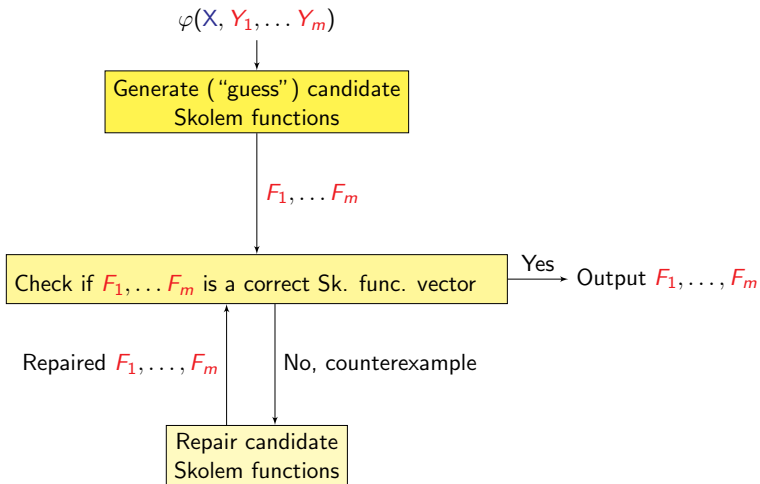 φ(X, Y₁, … Yₘ)
Generate (“guess”) candidate
Skolem functions
F₁, … Fₘ
Check if F₁, … Fₘ is a correct Sk. func. vector
Yes
Output F₁, …, Fₘ
Repaired F₁, …, Fₘ
No, counterexample
Repair candidate
Skolem functions